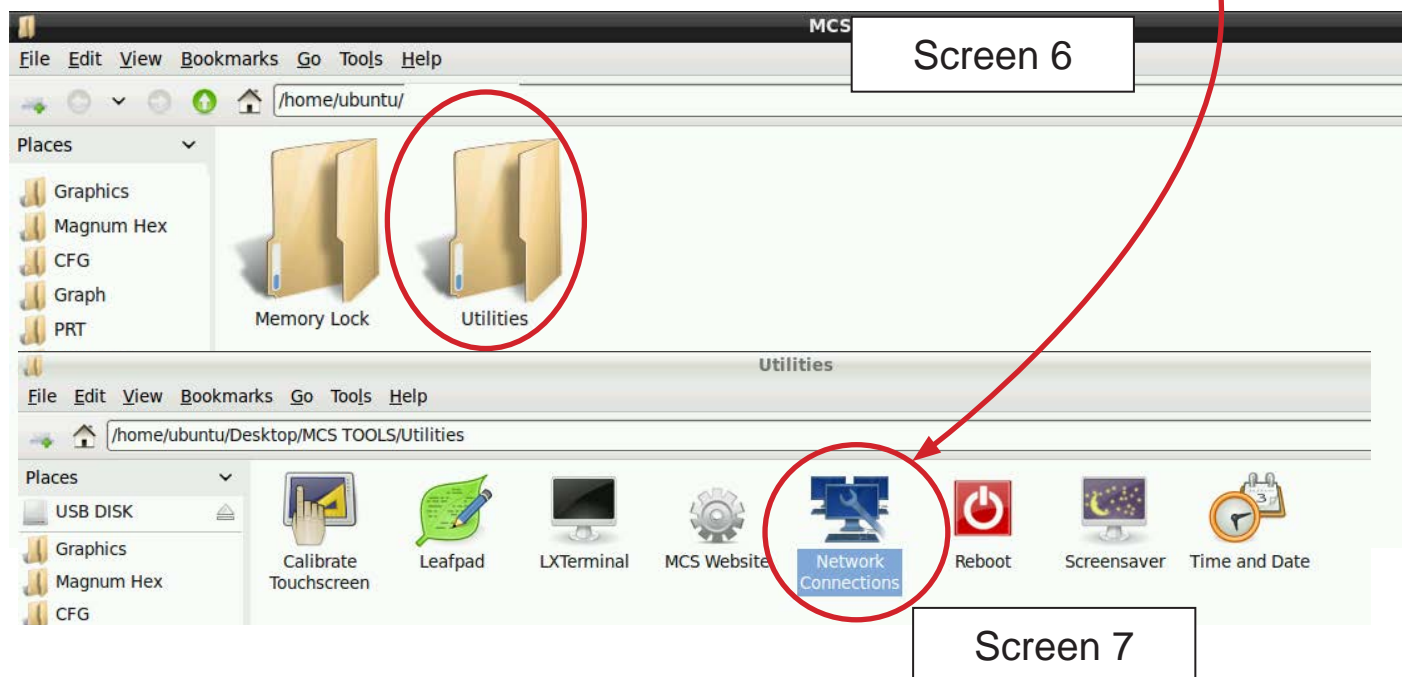 MCS
Screen 6
File Edit View Bookmarks Go Tools Help
/home/ubuntu/
Places
Graphics
Magnum Hex
CFG
Graph
PRT
Memory Lock
Utilities
Utilities
File Edit View Bookmarks Go Tools Help
/home/ubuntu/Desktop/MCS TOOLS/Utilities
Places
USB DISK
Graphics
Magnum Hex
CFG
Calibrate
Touchscreen
Leafpad
LXTerminal
MCS Website
Network
Connections
Reboot
Screensaver
3
Time and Date
Screen 7